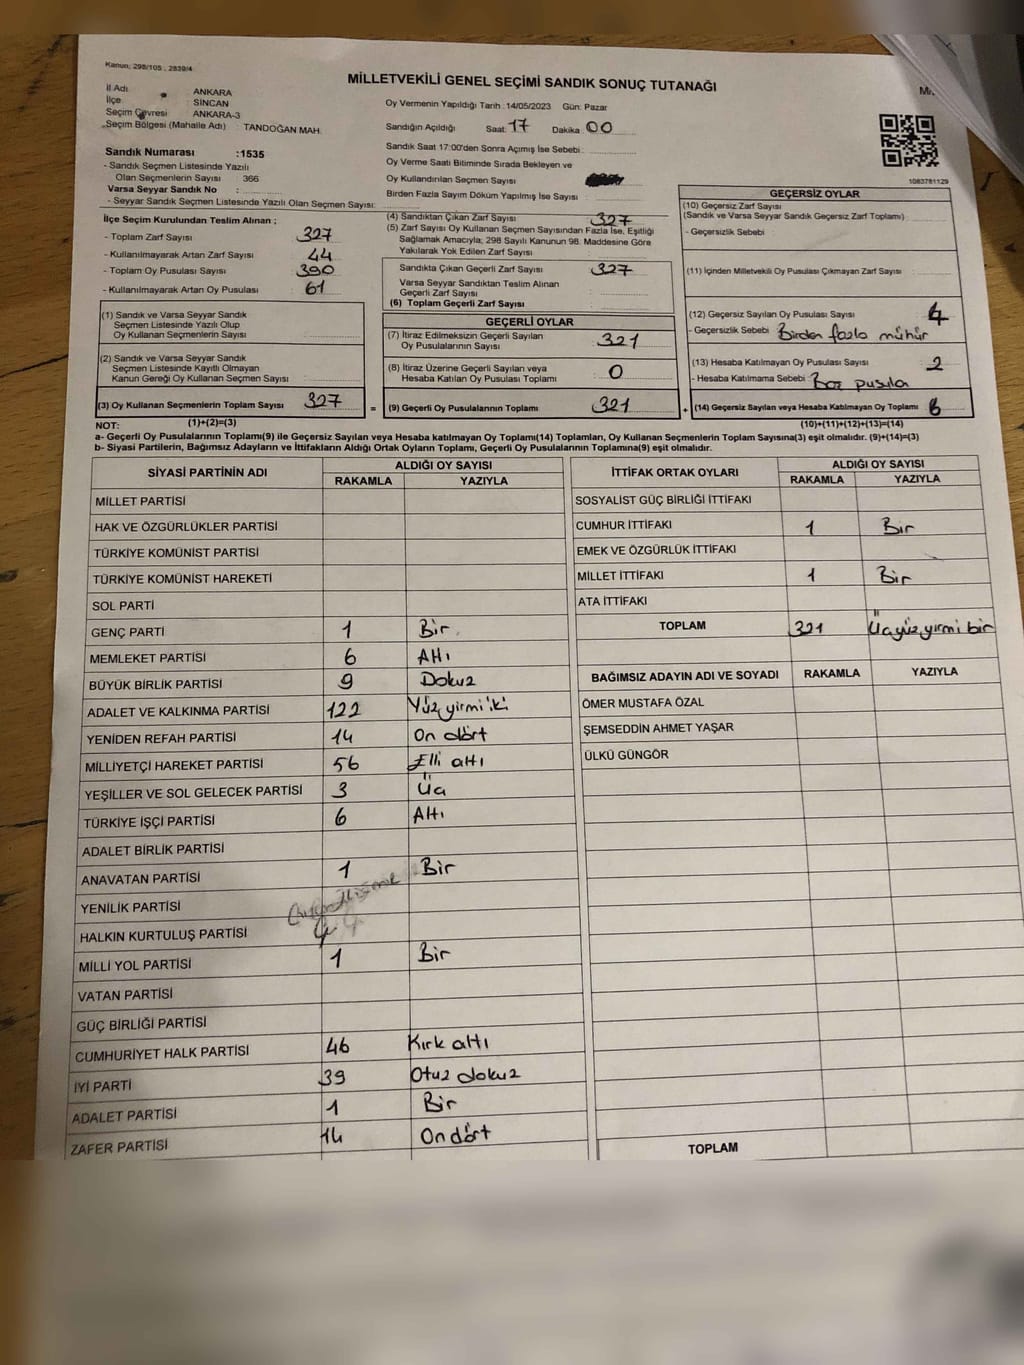 Kanun: 298/105 , 2839/4
MİLLETVEKİLİ GENEL SEÇİMİ SANDIK SONUÇ TUTANAĞI
İl Adı : ANKARA
İlçe : SİNCAN
Seçim Çevresi : ANKARA-3
Seçim Bölgesi (Mahalle Adı) : TANDOĞAN MAH.
Sandık Numarası :1535
- Sandık Seçmen Listesinde Yazılı
Olan Seçmenlerin Sayısı : 366
Varsa Seyyar Sandık No :
- Seyyar Sandık Seçmen Listesinde Yazılı Olan Seçmen Sayısı:
Oy Vermenin Yapıldığı Tarih : 14/05/2023 Gün: Pazar
Sandığın Açıldığı Saat: 17 Dakika 00
Sandık Saat 17:00'den Sonra Açımış İse Sebebi :
Oy Verme Saati Bitiminde Sırada Bekleyen ve
Oy Kullandırılan Seçmen Sayısı
Birden Fazla Sayım Döküm Yapılmış İse Sayısı :
1083781129
İlçe Seçim Kurulundan Teslim Alınan ;
- Toplam Zarf Sayısı : 327
- Kullanılmayarak Artan Zarf Sayısı : 44
- Toplam Oy Pusulası Sayısı : 390
- Kullanılmayarak Artan Oy Pusulası : 61
(4) Sandıktan Çıkan Zarf Sayısı : 327
(5) Zarf Sayısı Oy Kullanan Seçmen Sayısından Fazla İse, Eşitliği
Sağlamak Amacıyla; 298 Sayılı Kanunun 98. Maddesine Göre
Yakılarak Yok Edilen Zarf Sayısı :
Sandıkta Çıkan Geçerli Zarf Sayısı : 327
Varsa Seyyar Sandıktan Teslim Alınan
Geçerli Zarf Sayısı :
(6) Toplam Geçerli Zarf Sayısı :
GEÇERSİZ OYLAR
(10) Geçersiz Zarf Sayısı
(Sandık ve Varsa Seyyar Sandık Geçersiz Zarf Toplamı) :
- Geçersizlik Sebebi :
(11) İçinden Milletvekili Oy Pusulası Çıkmayan Zarf Sayısı :
(12) Geçersiz Sayılan Oy Pusulası Sayısı : 4
- Geçersizlik Sebebi : Birden fazla mühür
(13) Hesaba Katılmayan Oy Pusulası Sayısı : 2
- Hesaba Katılmama Sebebi : Boz pusula
(14) Geçersiz Sayılan veya Hesaba Katılmayan Oy Toplamı : 6
(10)+(11)+(12)+(13)=(14)
(1) Sandık ve Varsa Seyyar Sandık
Seçmen Listesinde Yazılı Olup
Oy Kullanan Seçmenlerin Sayısı :
(2) Sandık ve Varsa Seyyar Sandık
Seçmen Listesinde Kayıtlı Olmayan
Kanun Gereği Oy Kullanan Seçmen Sayısı :
(3) Oy Kullanan Seçmenlerin Toplam Sayısı : 327
GEÇERLİ OYLAR
(7) İtiraz Edilmeksizin Geçerli Sayılan
Oy Pusulalarının Sayısı : 321
(8) İtiraz Üzerine Geçerli Sayılan veya
Hesaba Katılan Oy Pusulası Toplamı : 0
= (9) Geçerli Oy Pusulalarının Toplamı : 321 +
NOT: (1)+(2)=(3)
a- Geçerli Oy Pusulalarının Toplamı(9) ile Geçersiz Sayılan veya Hesaba katılmayan Oy Toplamı(14) Toplamları, Oy Kullanan Seçmenlerin Toplam Sayısına(3) eşit olmalıdır. (9)+(14)=(3)
b- Siyasi Partilerin, Bağımsız Adayların ve İttifakların Aldığı Ortak Oyların Toplamı, Geçerli Oy Pusulalarının Toplamına(9) eşit olmalıdır.
SİYASİ PARTİNİN ADI ALDIĞI OY SAYISI
RAKAMLA YAZIYLA
MİLLET PARTİSİ
HAK VE ÖZGÜRLÜKLER PARTİSİ
TÜRKİYE KOMÜNİST PARTİSİ
TÜRKİYE KOMÜNİST HAREKETİ
SOL PARTİ
GENÇ PARTİ 1 Bir
MEMLEKET PARTİSİ 6 Altı
BÜYÜK BİRLİK PARTİSİ 9 Dokuz
ADALET VE KALKINMA PARTİSİ 122 Yüz yirmi iki
YENİDEN REFAH PARTİSİ 14 On dört
MİLLİYETÇİ HAREKET PARTİSİ 56 Elli altı
YEŞİLLER VE SOL GELECEK PARTİSİ 3 Üç
TÜRKİYE İŞÇİ PARTİSİ 6 Altı
ADALET BİRLİK PARTİSİ
ANAVATAN PARTİSİ 1 Bir
YENİLİK PARTİSİ
HALKIN KURTULUŞ PARTİSİ
MİLLİ YOL PARTİSİ 1 Bir
VATAN PARTİSİ
GÜÇ BİRLİĞİ PARTİSİ
CUMHURİYET HALK PARTİSİ 46 Kırk altı
İYİ PARTİ 39 Otuz dokuz
ADALET PARTİSİ 1 Bir
ZAFER PARTİSİ 14 On dört
İTTİFAK ORTAK OYLARI ALDIĞI OY SAYISI
RAKAMLA YAZIYLA
SOSYALİST GÜÇ BİRLİĞİ İTTİFAKI
CUMHUR İTTİFAKI 1 Bir
EMEK VE ÖZGÜRLÜK İTTİFAKI
MİLLET İTTİFAKI 1 Bir
ATA İTTİFAKI
TOPLAM 321 Üçyüz yirmi bir
BAĞIMSIZ ADAYIN ADI VE SOYADI RAKAMLA YAZIYLA
ÖMER MUSTAFA ÖZAL
ŞEMSEDDİN AHMET YAŞAR
ÜLKÜ GÜNGÖR
TOPLAM